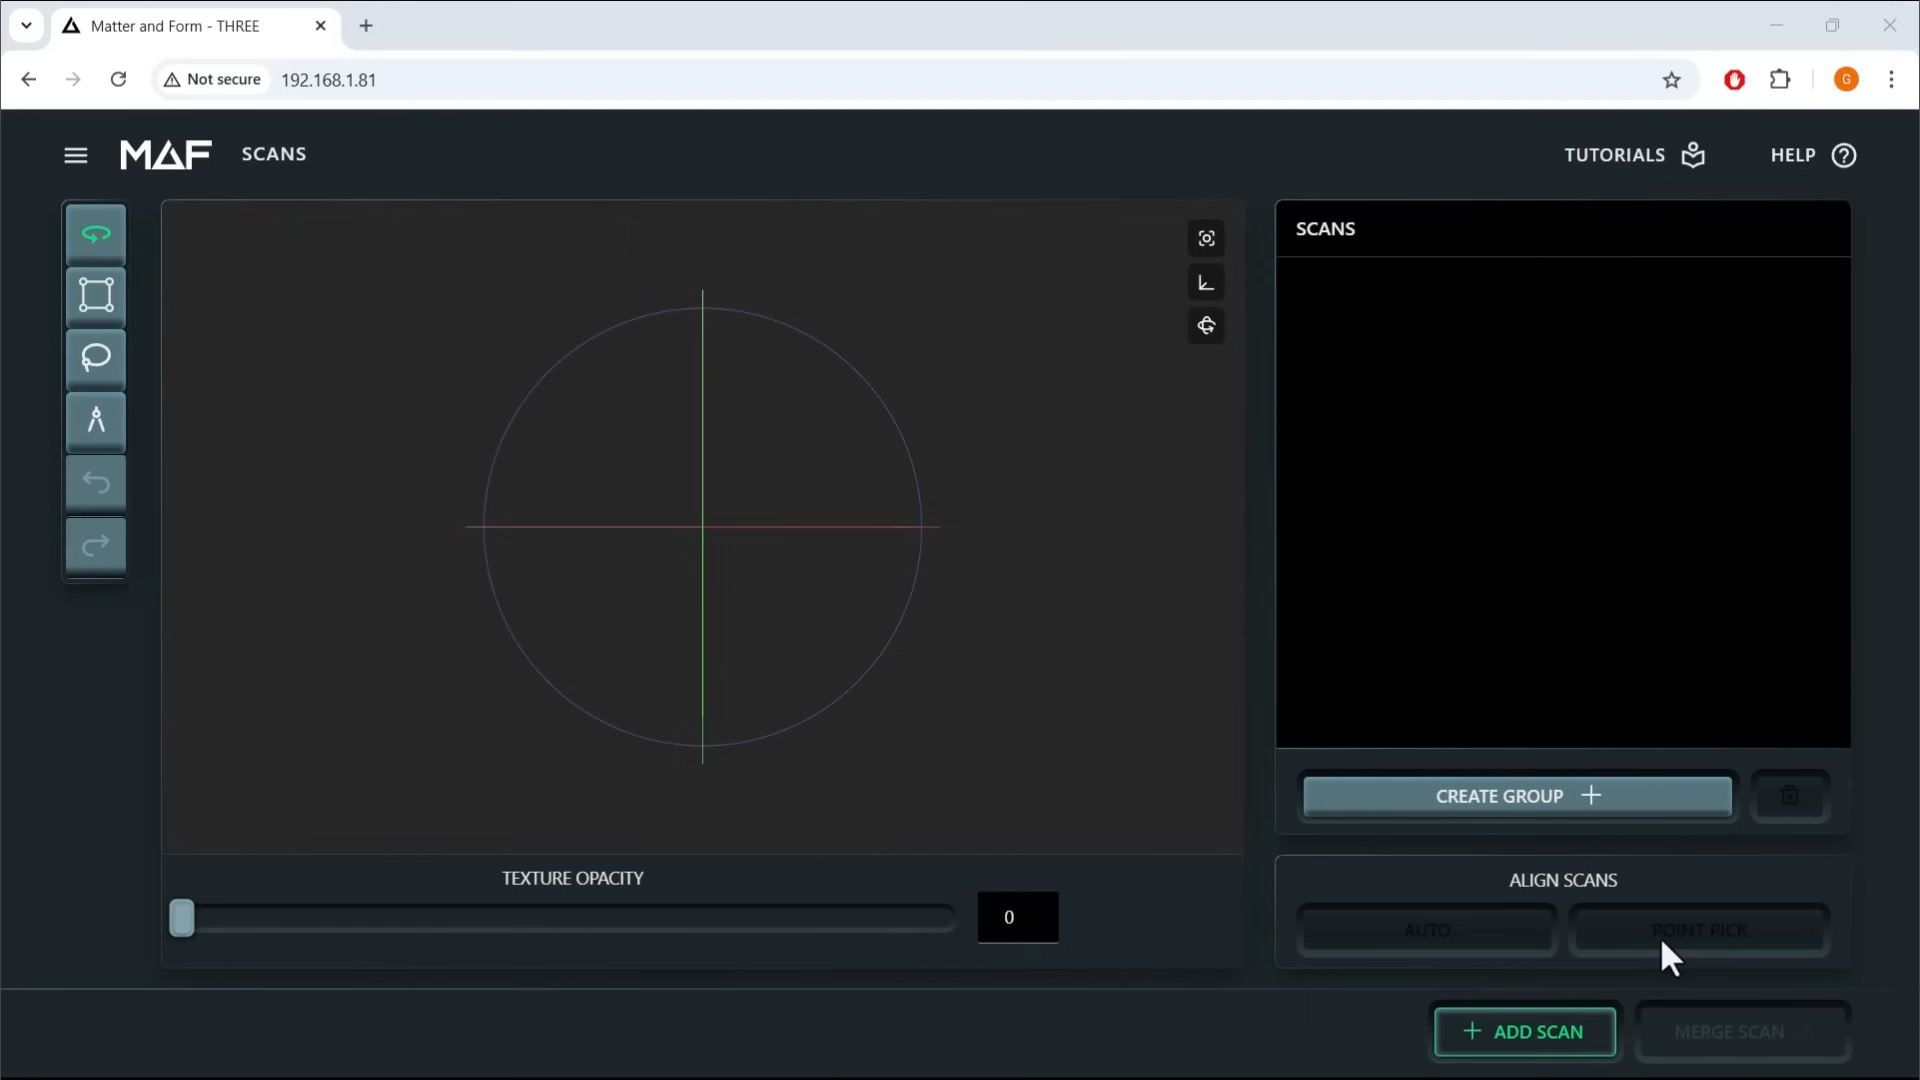 Matter and Form - THREE
Not secure
192.168.1.81
G
MAF
SCANS
TUTORIALS
HELP
SCANS
CREATE GROUP
TEXTURE OPACITY
0
ALIGN SCANS
AUTO
POINT PICK
ADD SCAN
MERGE SCAN